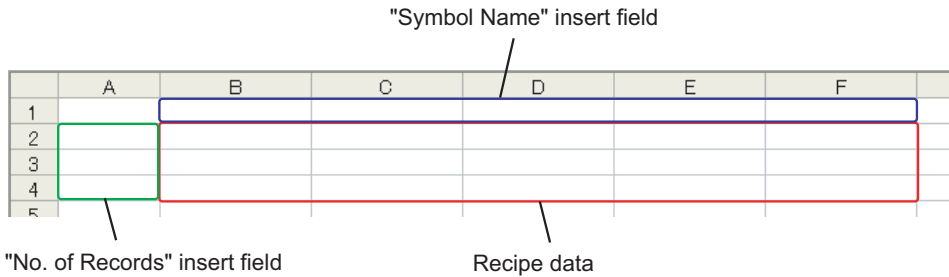 "Symbol Name" insert field
A B C D E F
1
2
3
4
5
"No. of Records" insert field
Recipe data